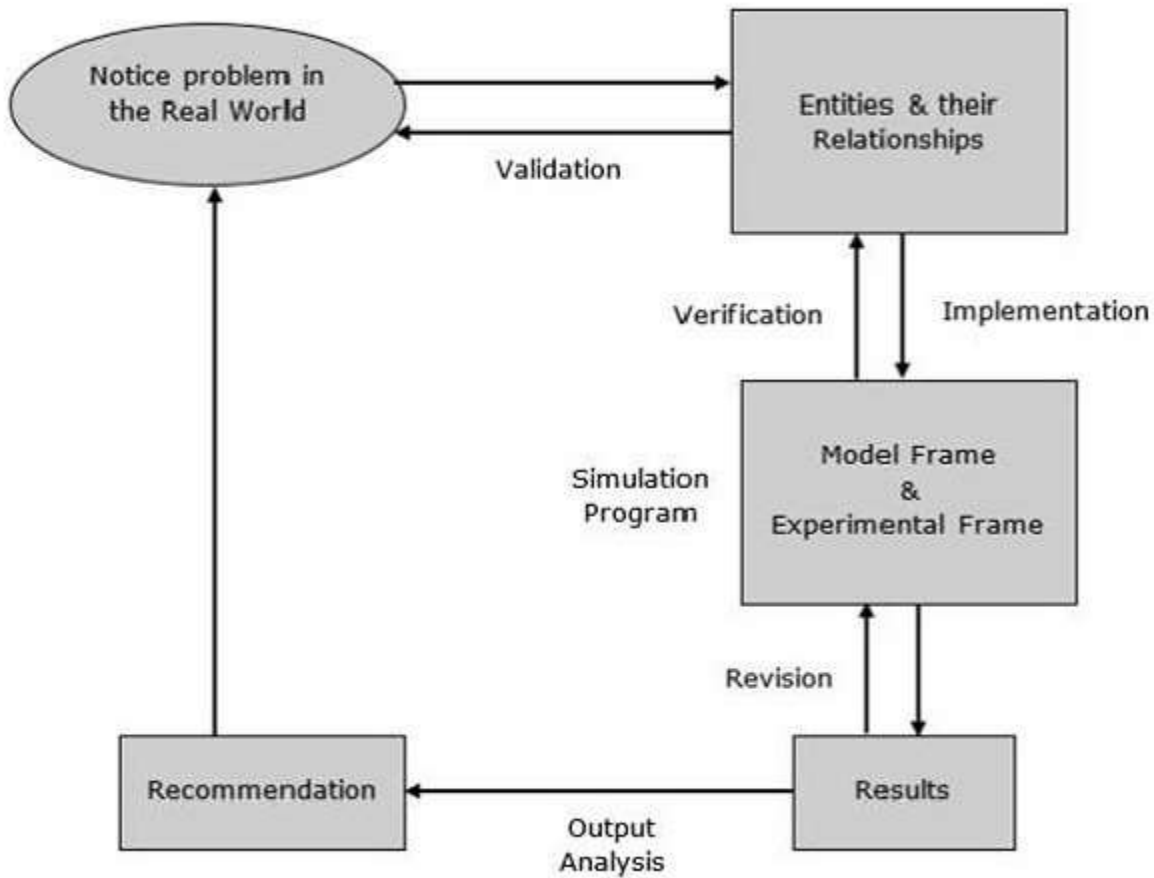 Notice problem in
the Real World
Entities & their
Relationships
Validation
Verification
Implementation
Simulation
Program
Model Frame
&
Experimental Frame
Revision
Recommendation
Results
Output
Analysis